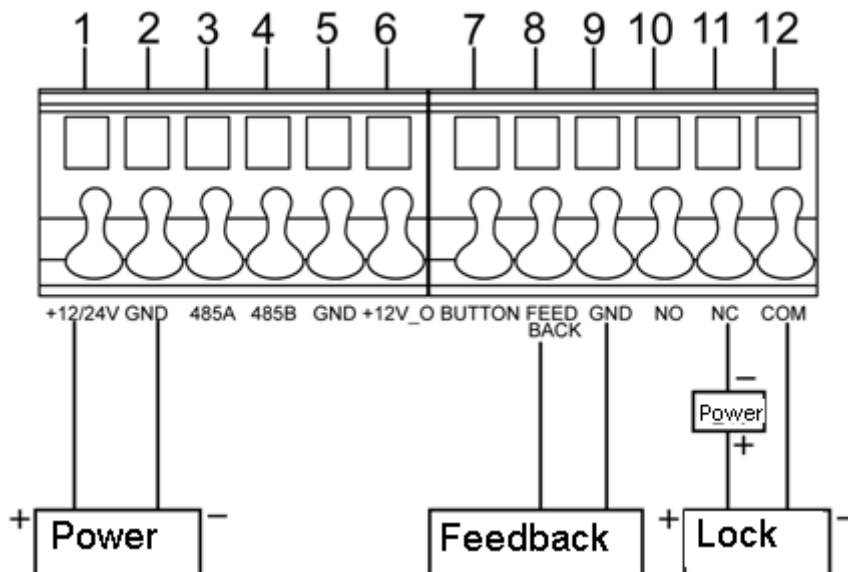 1 2 3 4 5 6 7 8 9 10 11 12
+12/24V GND 485A 485B GND +12V_O BUTTON FEED BACK GND NO NC COM
−
Power
+
+ Power − Feedback + Lock −